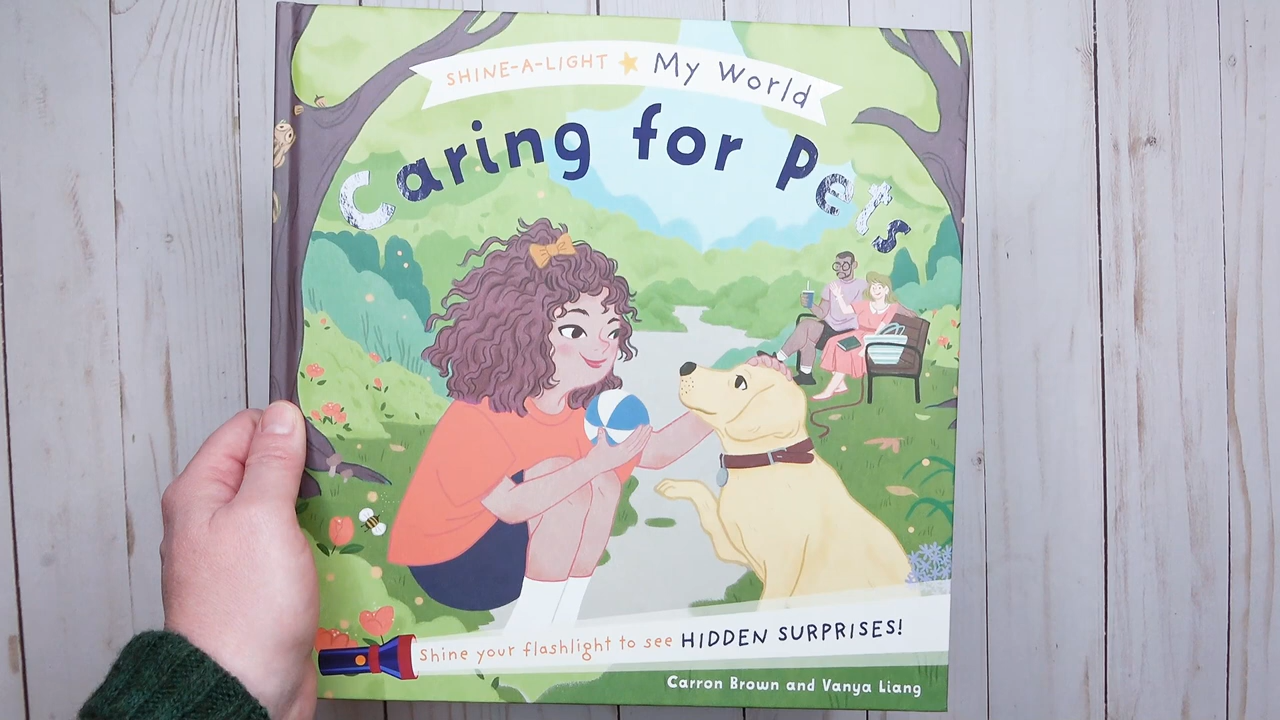 SHINE-A-LIGHT My World
Caring for Pets
Shine your flashlight to see HIDDEN SURPRISES!
Carron Brown and Vanya Liang